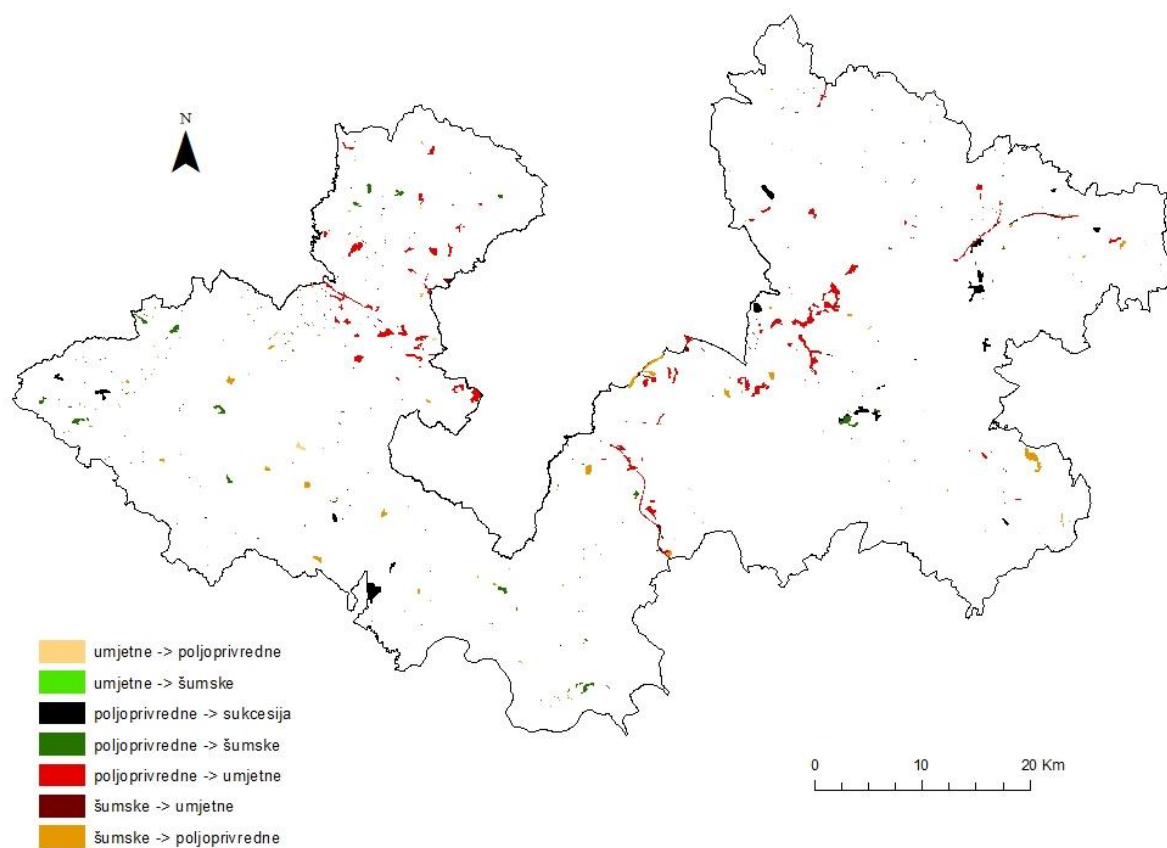 N
umjetne -> poljoprivredne
umjetne -> šumske
poljoprivredne -> sukcesija
poljoprivredne -> šumske
poljoprivredne -> umjetne
šumske -> umjetne
šumske -> poljoprivredne
0 10 20 Km